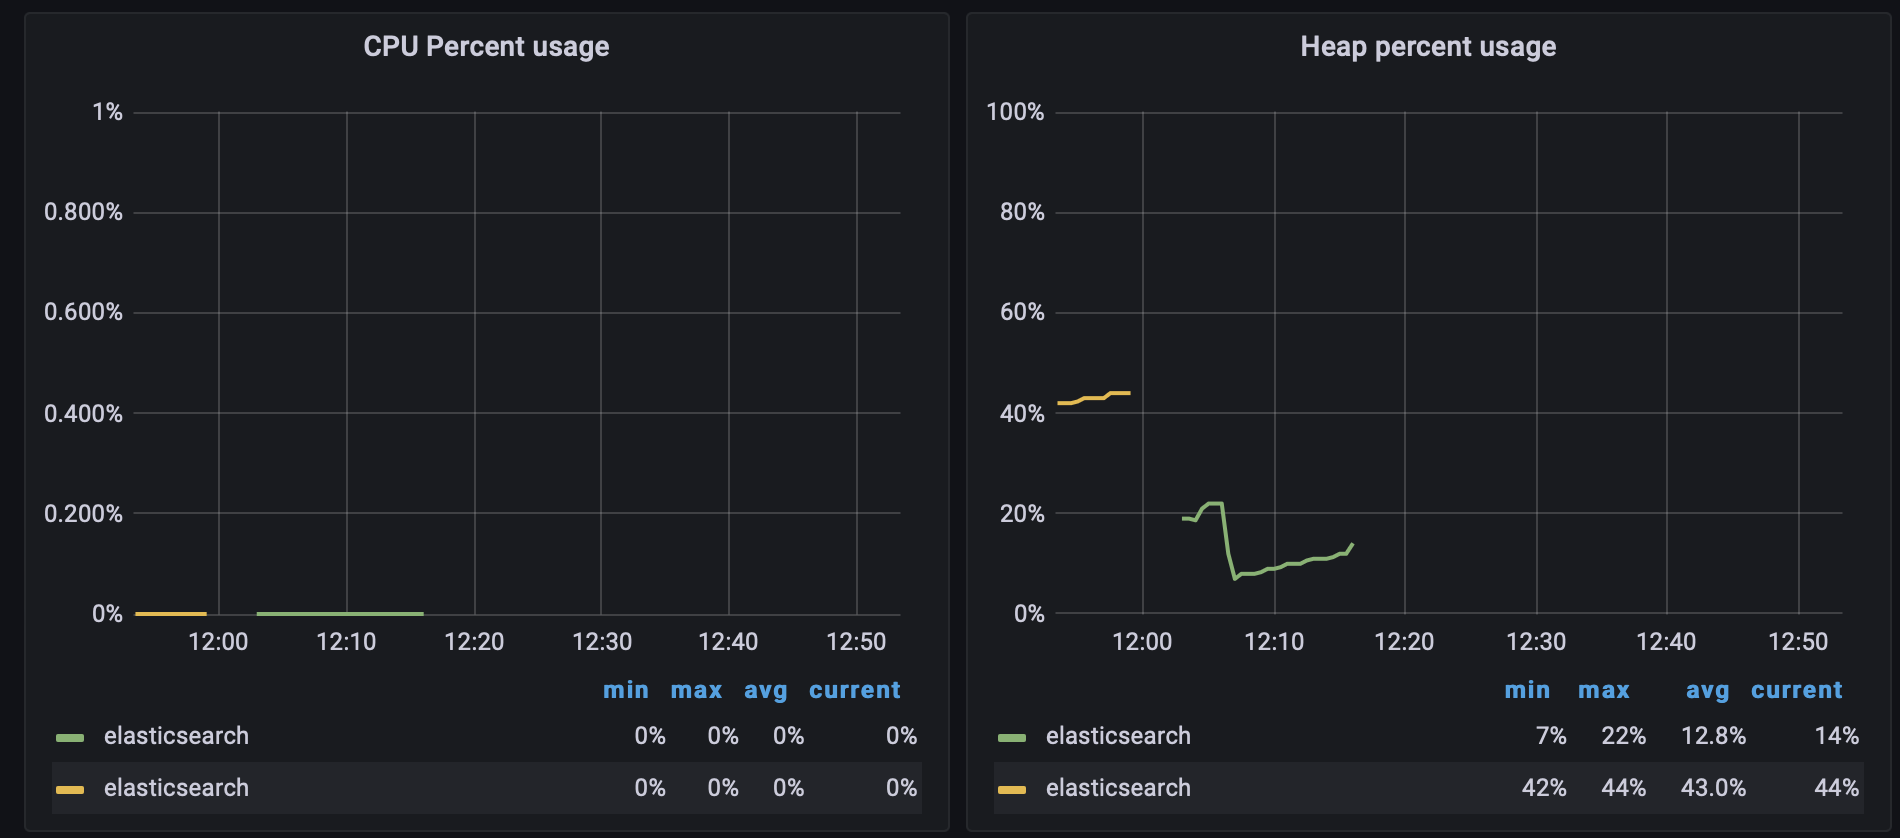 CPU Percent usage
1%
0.800%
0.600%
0.400%
0.200%
0%
12:00 12:10 12:20 12:30 12:40 12:50
min max avg current
elasticsearch 0% 0% 0% 0%
elasticsearch 0% 0% 0% 0%
Heap percent usage
100%
80%
60%
40%
20%
0%
12:00 12:10 12:20 12:30 12:40 12:50
min max avg current
elasticsearch 7% 22% 12.8% 14%
elasticsearch 42% 44% 43.0% 44%